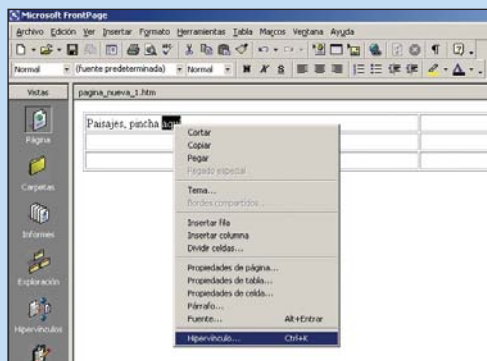 Microsoft FrontPage
Archivo Edición Ver Insertar Formato Herramientas Tabla Marcos Ventana Ayuda
Normal (fuente predeterminada) Normal N K S
Vistas pagina_nueva_1.htm
Paisajes, pincha aquí
Página
Carpetas
Informes
Exploración
Hipervínculos
Cortar
Copiar
Pegar
Pegado especial...
Tema...
Bordes compartidos...
Insertar fila
Insertar columna
Dividir celdas...
Propiedades de página...
Propiedades de tabla...
Propiedades de celda...
Párrafo...
Fuente... Alt+Entrar
Hipervínculo... Ctrl+K